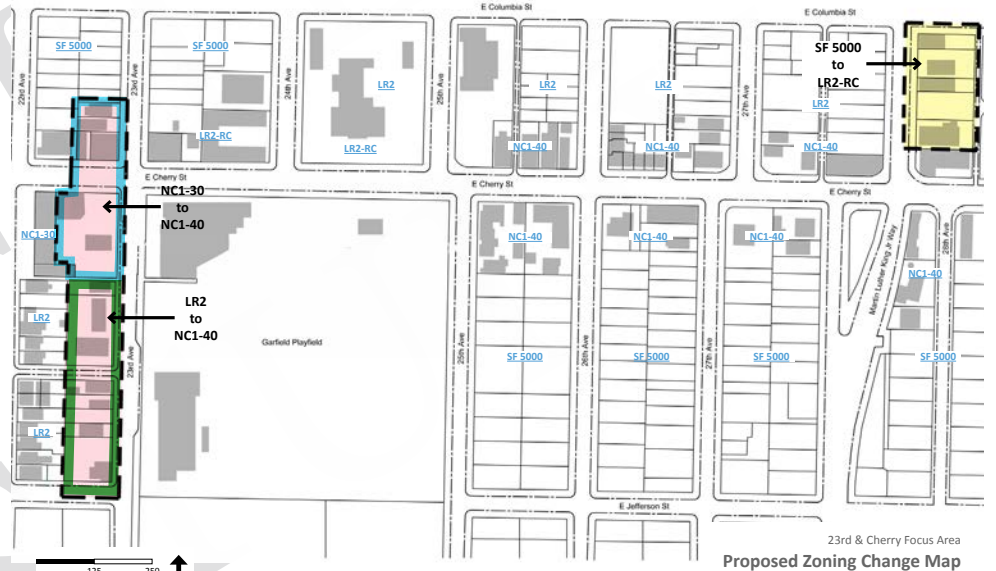 E Columbia St
E Columbia St
22nd Ave
SF 5000
23rd Ave
SF 5000
24th Ave
LR2
25th Ave
LR2
LR2
27th Ave
SF 5000
to
LR2-RC
LR2
LR2-RC
LR2-RC
NC1-40
NC1-40
NC1-40
E Cherry St
E Cherry St
E Cherry St
NC1-30
to
NC1-40
NC1-30
NC1-40
NC1-40
NC1-40
Martin Luther King Jr Way
28th Ave
NC1-40
LR2
to
NC1-40
LR2
23rd Ave
Garfield Playfield
25th Ave
SF 5000
26th Ave
SF 5000
27th Ave
SF 5000
SF 5000
LR2
E Jefferson St
23rd & Cherry Focus Area
Proposed Zoning Change Map
125
250